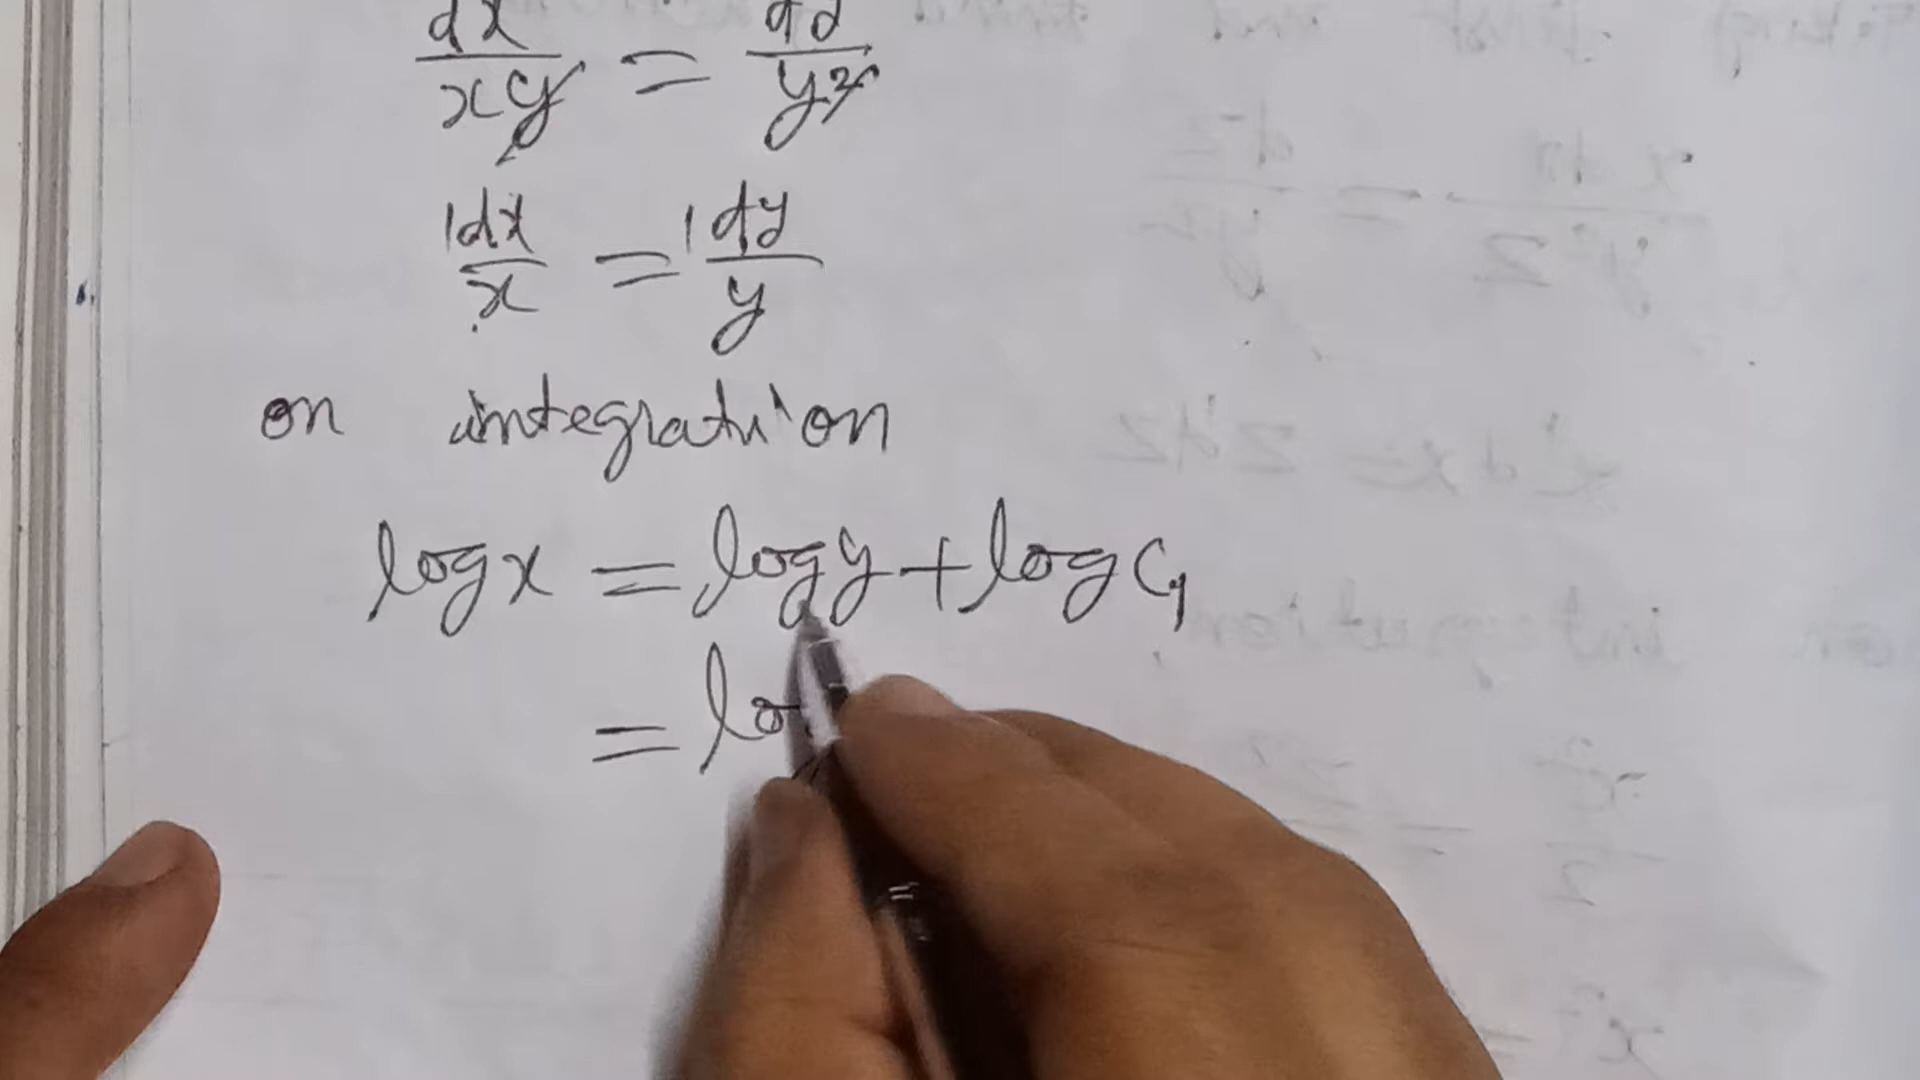 dx/xy = dy/y²
1dx/x = 1dy/y
on integration
log x = log y + log C₁
= lo